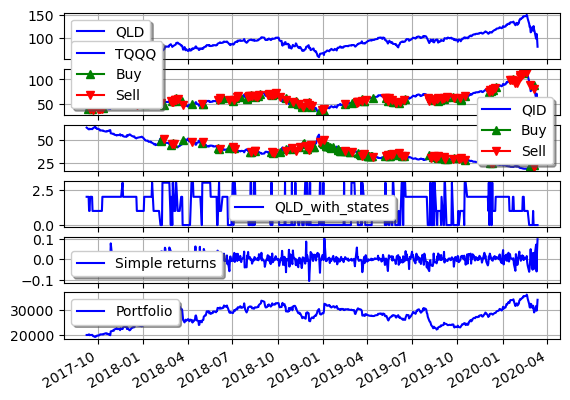 150
100
QLD
TQQQ
Buy
Sell
100
50
QID
Buy
Sell
50
25
2.5
0.0
QLD_with_states
0.1
0.0
−0.1
Simple returns
30000
20000
Portfolio
2017-10
2018-01
2018-04
2018-07
2018-10
2019-01
2019-04
2019-07
2019-10
2020-01
2020-04